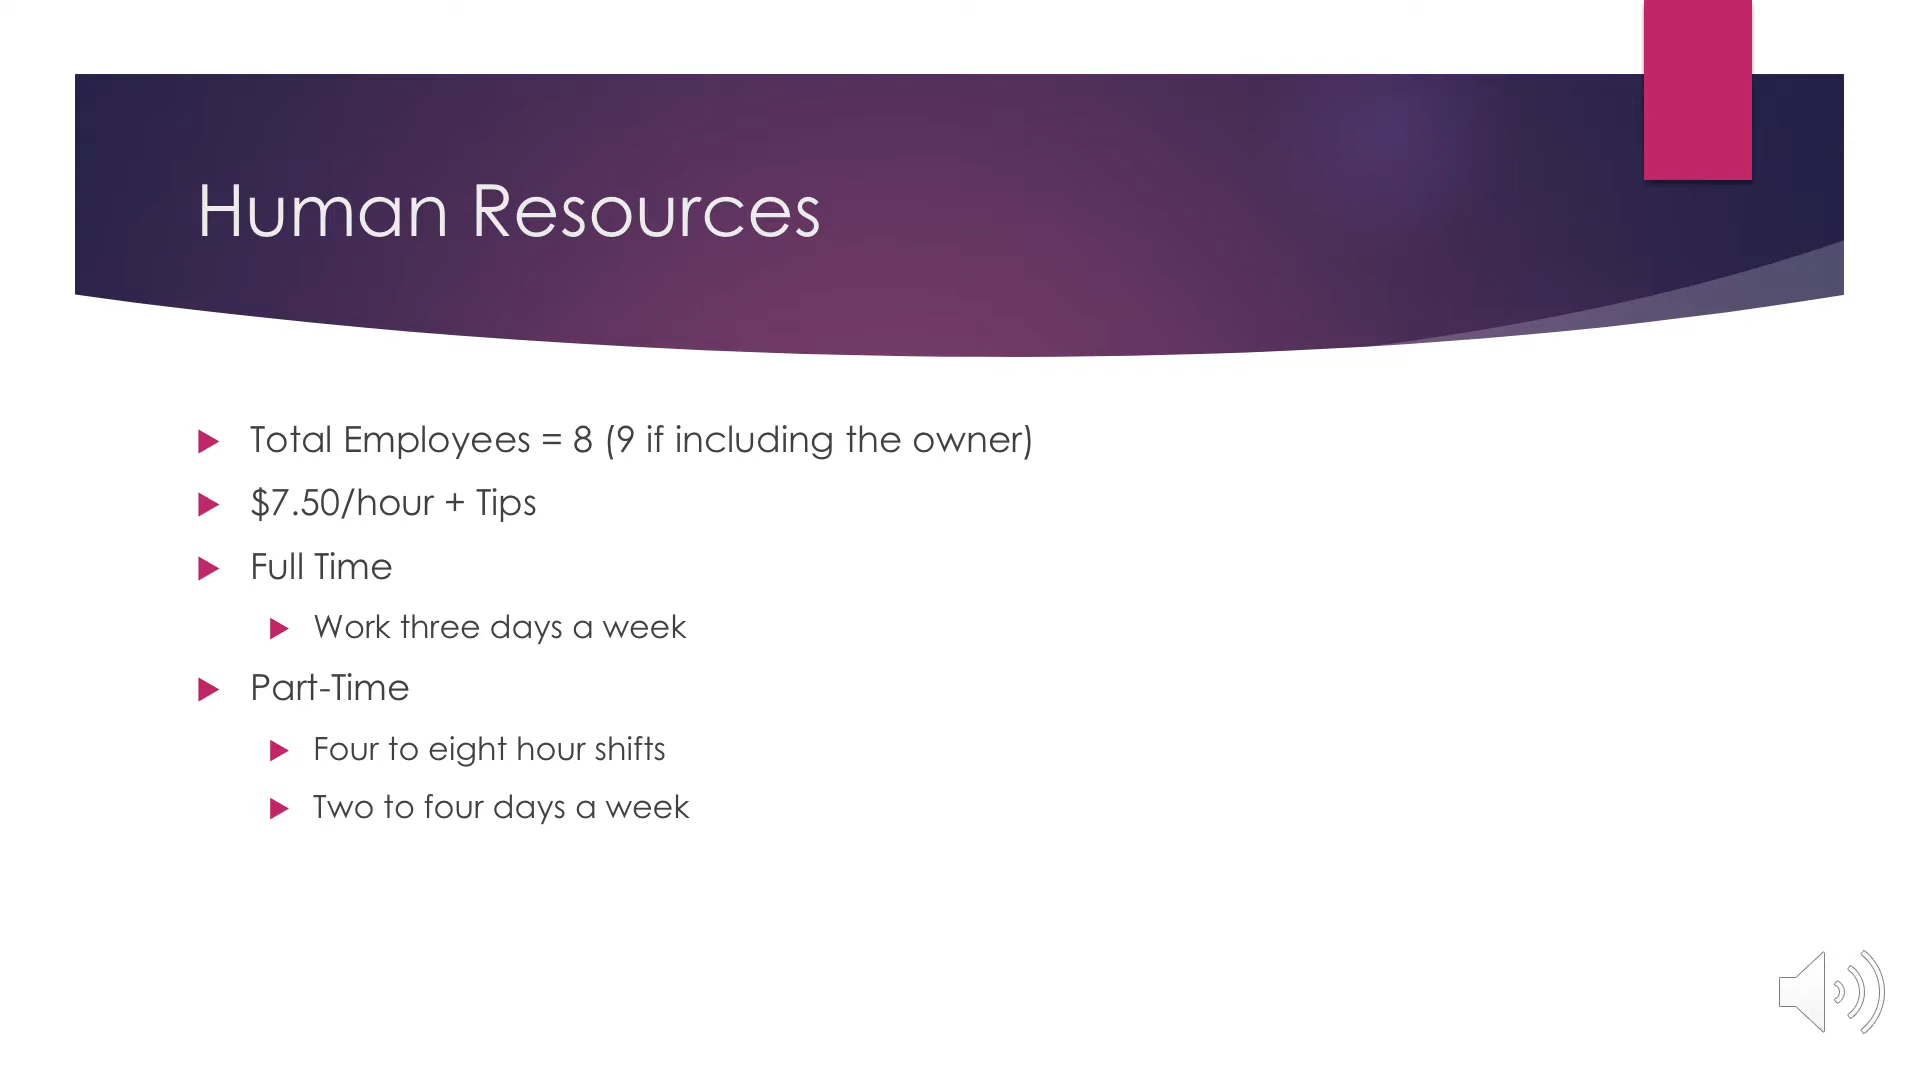 Human Resources
Total Employees = 8 (9 if including the owner)
$7.50/hour + Tips
Full Time
Work three days a week
Part-Time
Four to eight hour shifts
Two to four days a week